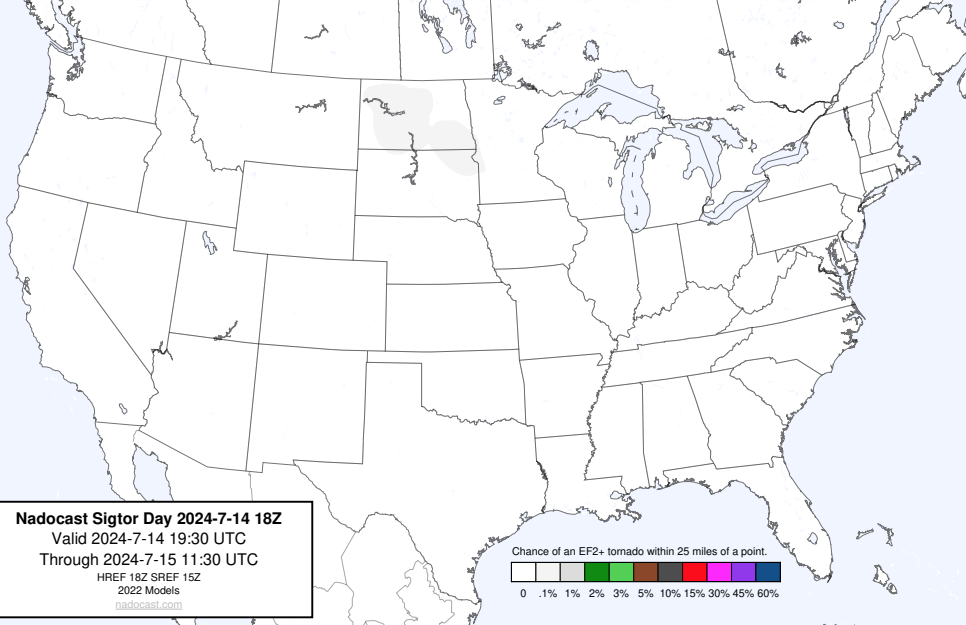 Nadocast Sigtor Day 2024-7-14 18Z
Valid 2024-7-14 19:30 UTC
Through 2024-7-15 11:30 UTC
HREF 18Z SREF 15Z
2022 Models
nadocast.com
Chance of an EF2+ tornado within 25 miles of a point.
0 .1% 1% 2% 3% 5% 10% 15% 30% 45% 60%